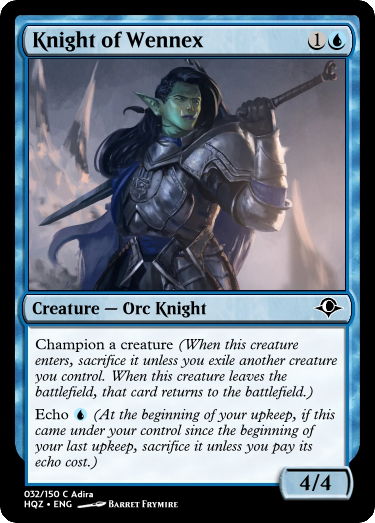 Knight of Wennex 1
Creature — Orc Knight
Champion a creature (When this creature
enters, sacrifice it unless you exile another creature
you control. When this creature leaves the
battlefield, that card returns to the battlefield.)
Echo (At the beginning of your upkeep, if this
came under your control since the beginning of
your last upkeep, sacrifice it unless you pay its
echo cost.)
4/4
032/150 C Adira
HQZ • ENG Barret Frymire